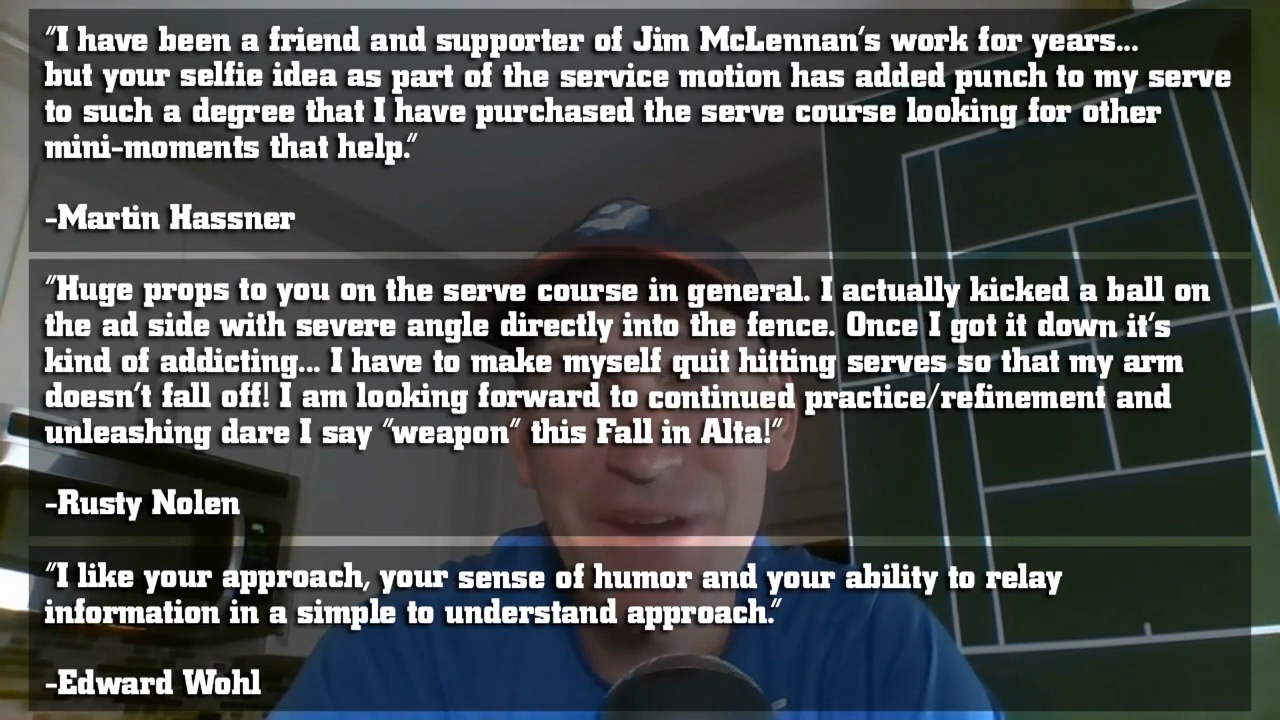 "I have been a friend and supporter of Jim McLennan's work for years...
but your selfie idea as part of the service motion has added punch to my serve
to such a degree that I have purchased the serve course looking for other
mini-moments that help."
-Martin Hassner
"Huge props to you on the serve course in general. I actually kicked a ball on
the ad side with severe angle directly into the fence. Once I got it down it's
kind of addicting... I have to make myself quit hitting serves so that my arm
doesn't fall off! I am looking forward to continued practice/refinement and
unleashing dare I say "weapon" this Fall in Alta!"
-Rusty Nolen
"I like your approach, your sense of humor and your ability to relay
information in a simple to understand approach."
-Edward Wohl